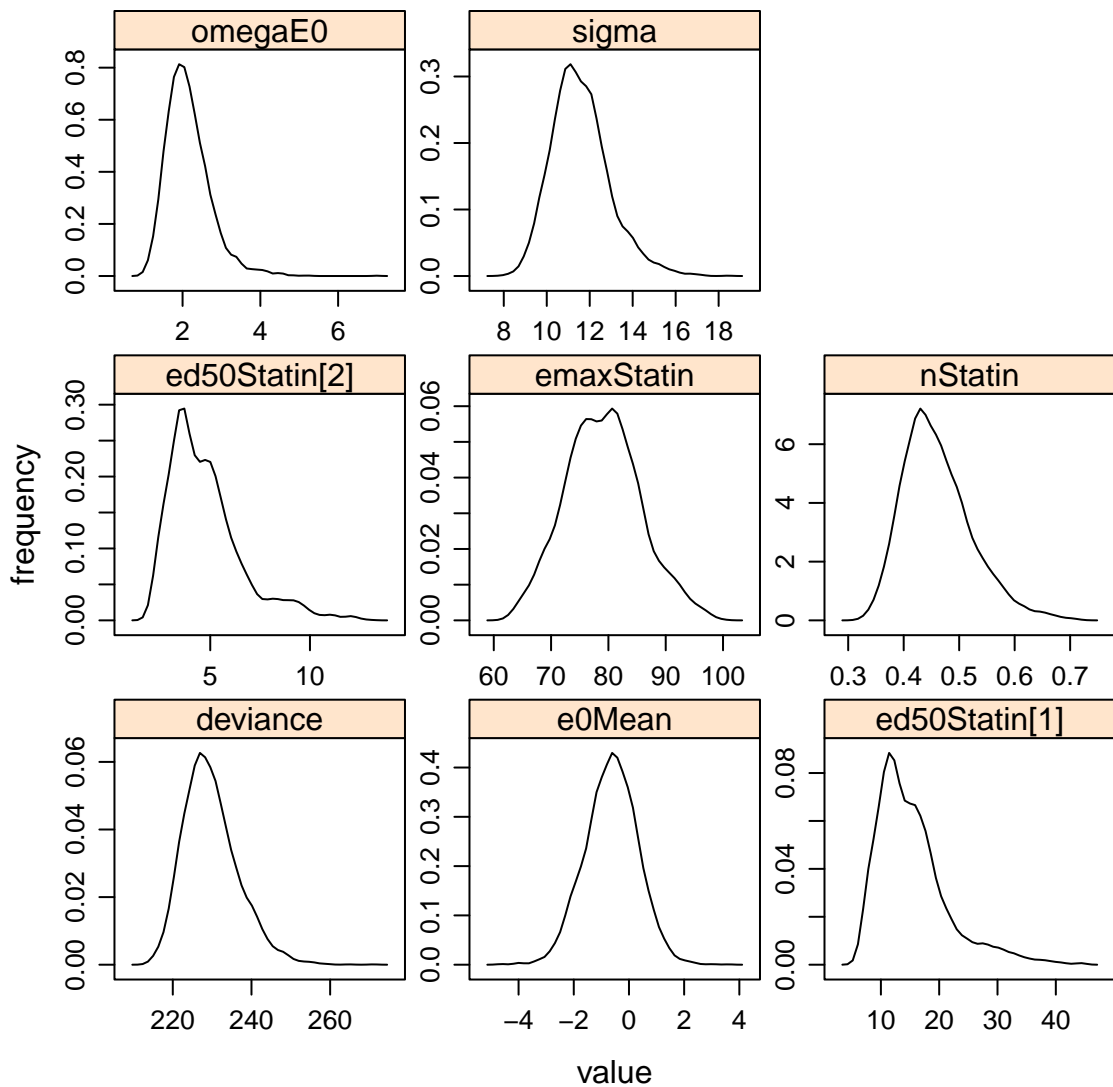 omegaE0 sigma
0.0 0.2 0.4 0.6 0.8
0.0 0.1 0.2 0.3
2 4 6
8 10 12 14 16 18
ed50Statin[2] emaxStatin nStatin
0.00 0.10 0.20 0.30
0.00 0.02 0.04 0.06
0 2 4 6
5 10
60 70 80 90 100
0.3 0.4 0.5 0.6 0.7
frequency
deviance e0Mean ed50Statin[1]
0.00 0.02 0.04 0.06
0.0 0.1 0.2 0.3 0.4
0.00 0.04 0.08
220 240 260
−4 −2 0 2 4
10 20 30 40
value